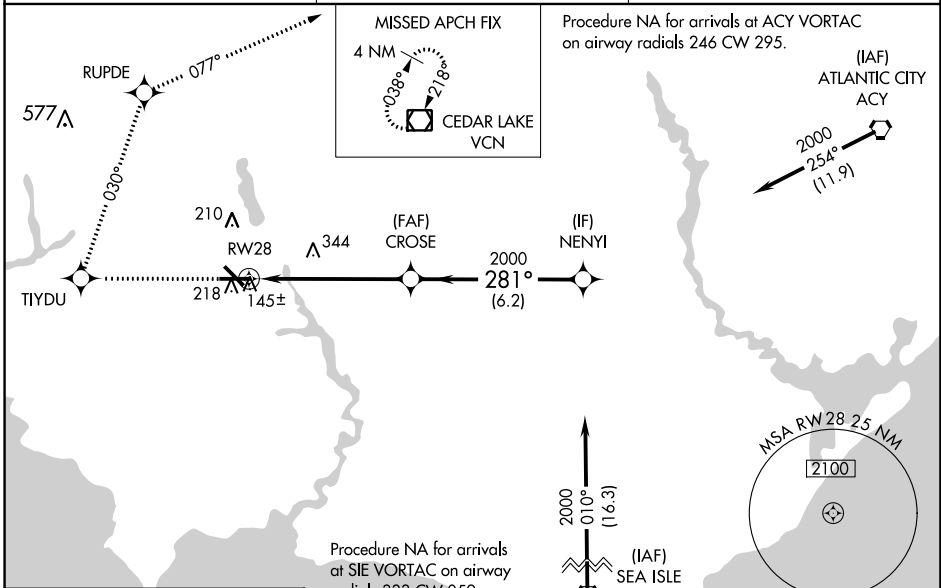 MISSED APCH FIX
4 NM
038°
218°
CEDAR LAKE
VCN
Procedure NA for arrivals at ACY VORTAC
on airway radials 246 CW 295.
(IAF)
ATLANTIC CITY
ACY
2000
254°
(11.9)
RUPDE
077°
577
030°
210
RW28
344
(FAF)
CROSE
(IF)
NENYI
2000
281°
(6.2)
TIYDU
218
145±
MSA RW28 25 NM
2100
2000
010°
(16.3)
(IAF)
SEA ISLE
Procedure NA for arrivals
at SIE VORTAC on airway